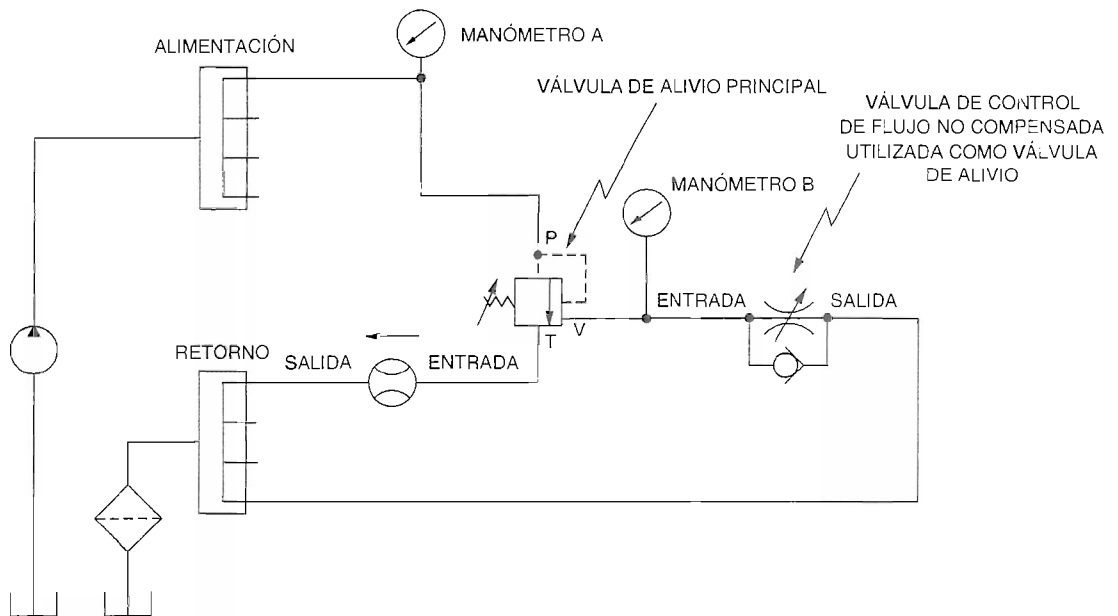 MANÓMETRO A
ALIMENTACIÓN
VÁLVULA DE ALIVIO PRINCIPAL
VÁLVULA DE CONTROL
DE FLUJO NO COMPENSADA
UTILIZADA COMO VÁLVULA
DE ALIVIO
MANÓMETRO B
P
ENTRADA
SALIDA
V
T
RETORNO
SALIDA
ENTRADA